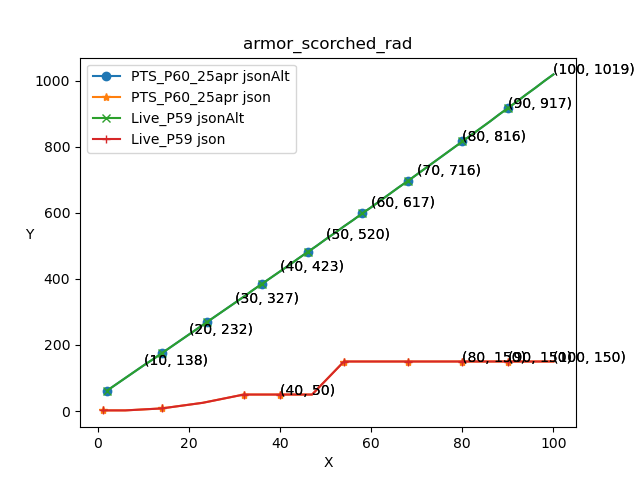 armor_scorched_rad
PTS_P60_25apr jsonAlt
PTS_P60_25apr json
Live_P59 jsonAlt
Live_P59 json
(100, 1019)
(90, 917)
(80, 816)
(70, 716)
(60, 617)
(50, 520)
(40, 423)
(30, 327)
(20, 232)
(10, 138)
(40, 50)
(80, 150)
(90, 150)
(100, 150)
Y
1000
800
600
400
200
0
0 20 40 60 80 100
X